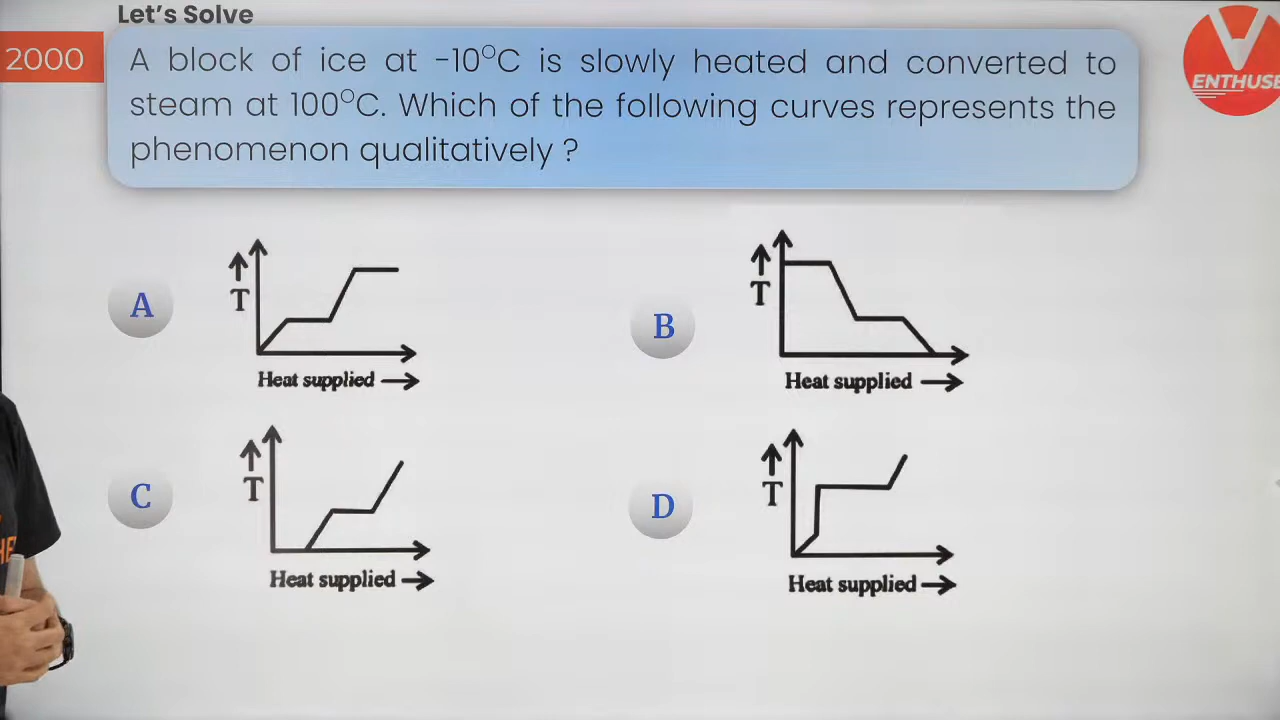 Let's Solve
2000
A block of ice at -10°C is slowly heated and converted to
steam at 100°C. Which of the following curves represents the
phenomenon qualitatively ?
ENTHUSE
A
T
Heat supplied
B
T
Heat supplied
C
T
Heat supplied
D
T
Heat supplied
HE